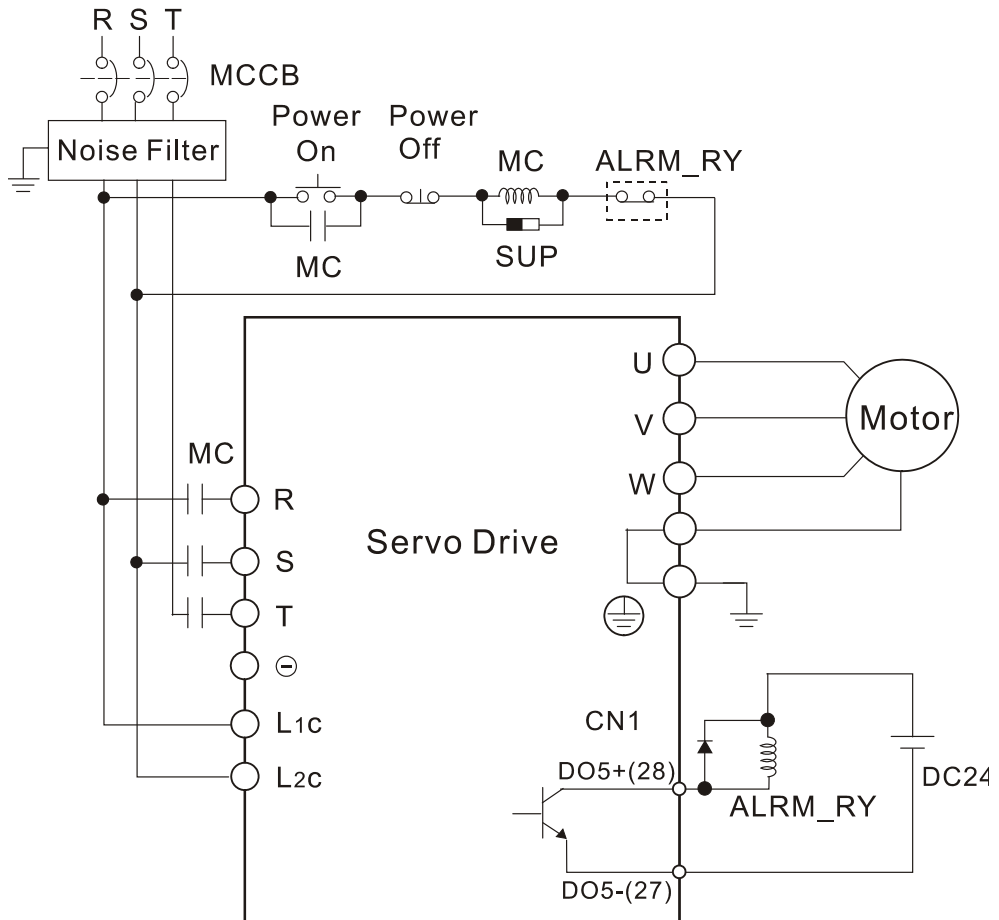 R S T
MCCB
Noise Filter
Power
On
Power
Off
MC
ALRM_RY
MC
SUP
U
V
W
Motor
MC
R
S
T
Servo Drive
⊖
L1c
L2c
CN1
DO5+(28)
DO5-(27)
ALRM_RY
DC24